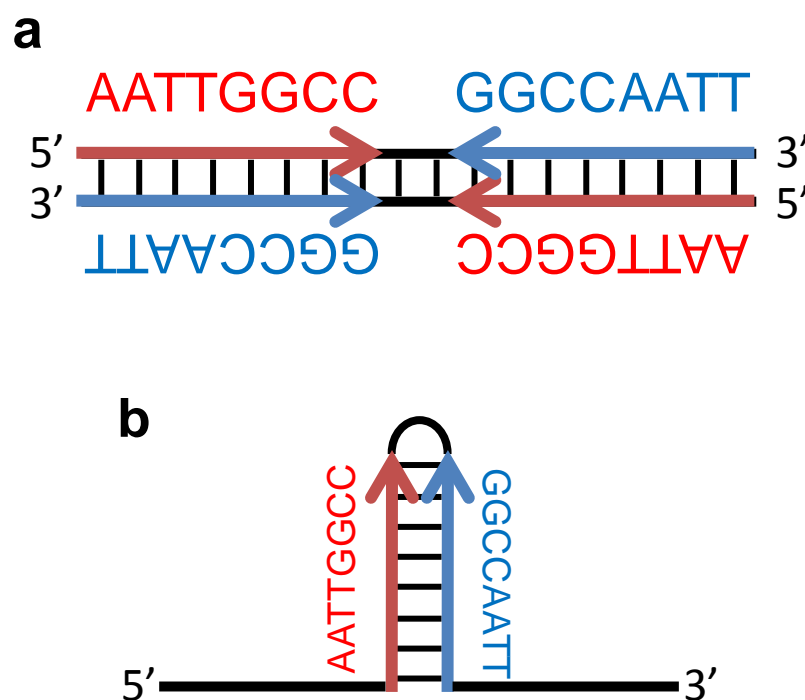 a
AATTGGCC GGCCAATT
5’ 3’
3’ 5’
GGCCAATT AATTGGCC
b
AATTGGCC GGCCAATT
5’ 3’